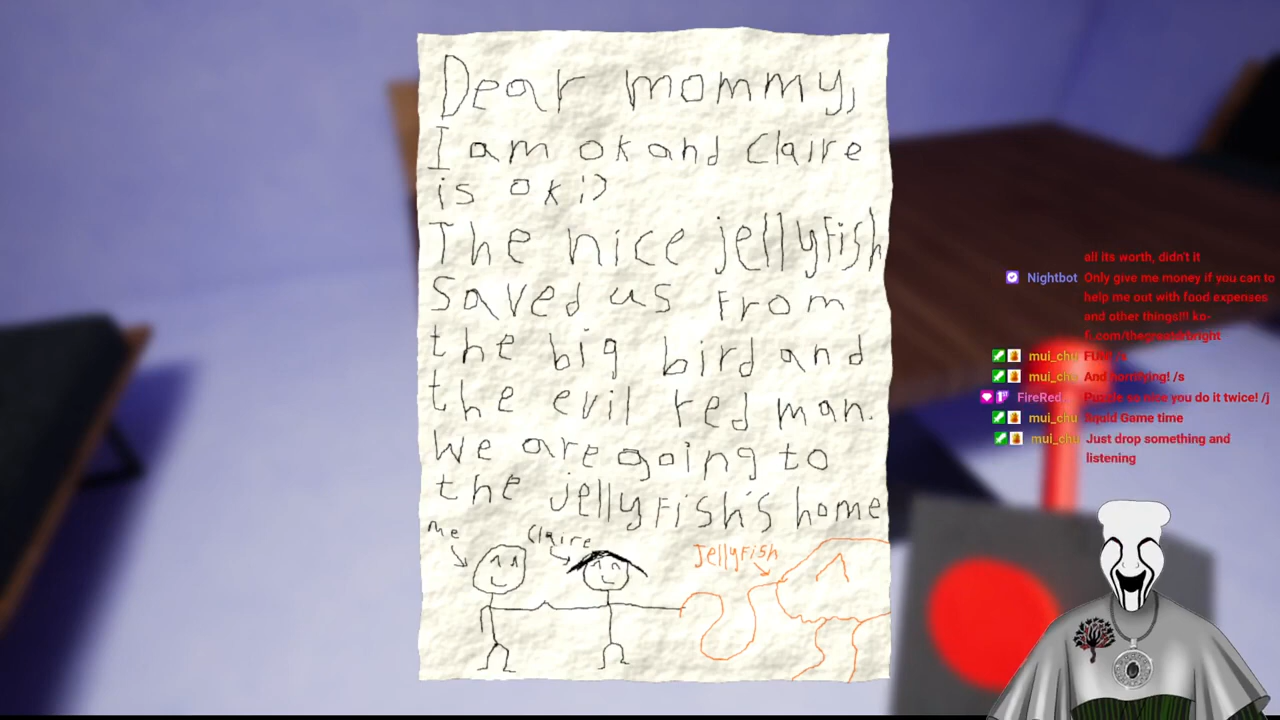 Dear mommy,
I am ok and Claire
is ok :)
The nice jellyfish
saved us from
the big bird and
the evil red man.
We are going to
the jellyfish's home
me
Claire
Jellyfish
all its worth, didn't it
Nightbot Only give me money if you can to
help me out with food expenses
and other things!!! ko-
fi.com/thegreatdrbright
mui_chu /s
mui_chu And horrifying! /s
FireRed so nice you do it twice! /j
mui_chu Squid Game time
mui_chu Just drop something and
listening